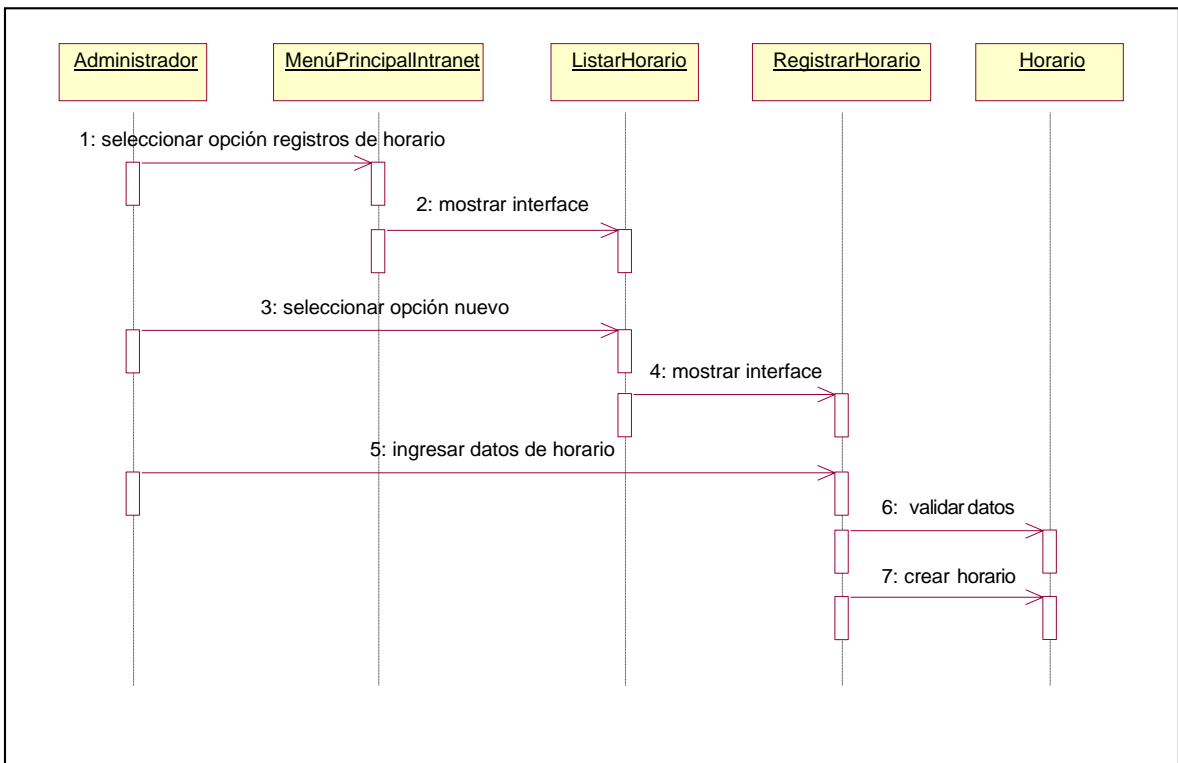 Administrador
MenúPrincipalIntranet
ListarHorario
RegistrarHorario
Horario
1: seleccionar opción registros de horario
2: mostrar interface
3: seleccionar opción nuevo
4: mostrar interface
5: ingresar datos de horario
6: validar datos
7: crear horario